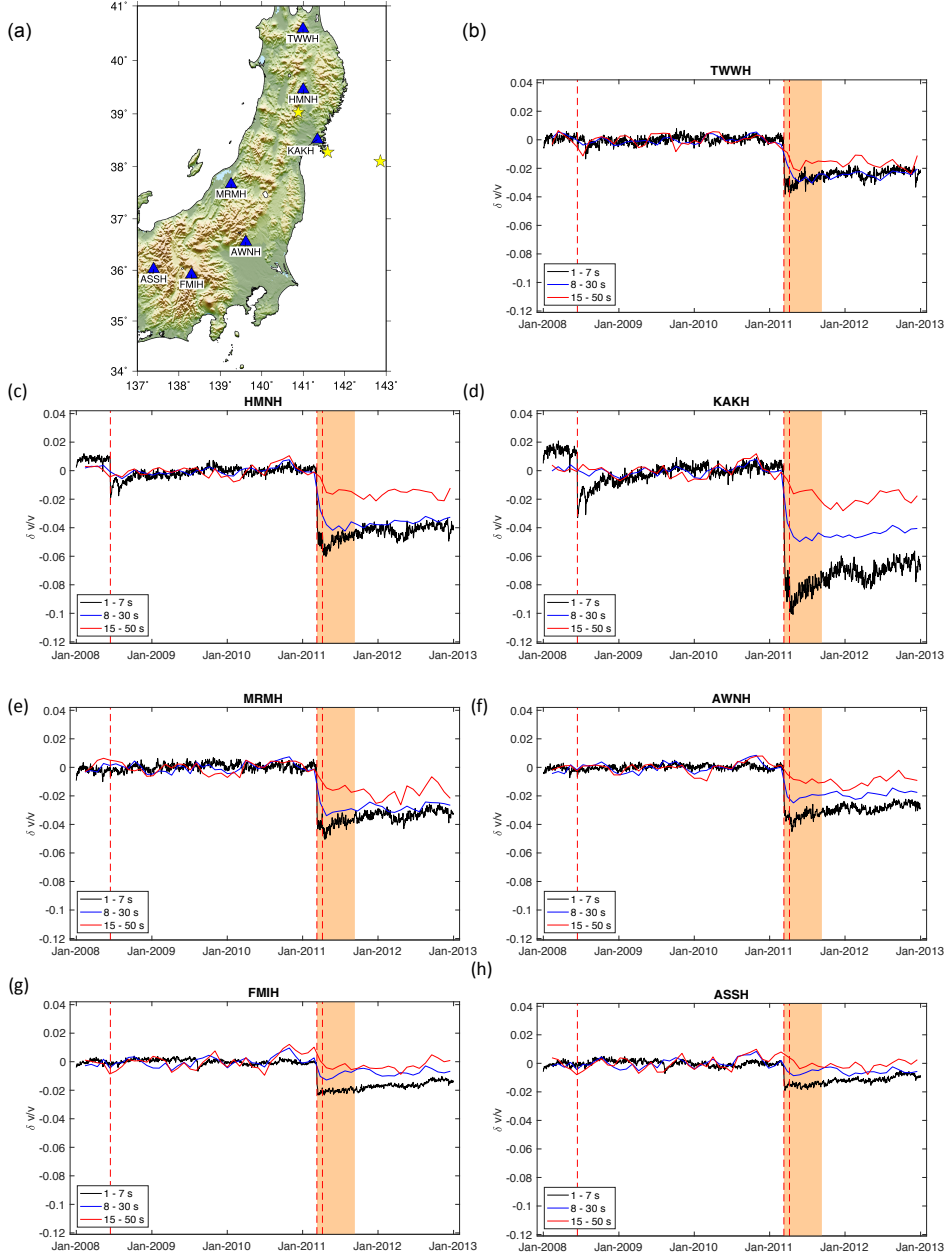 (a)
41°
40°
39°
38°
37°
36°
35°
34°
137° 138° 139° 140° 141° 142° 143°
TWWH
HMNH
KAKH
MRMH
AWNH
ASSH
FMIH
(b)
TWWH
0.04
0.02
0
-0.02
-0.04
-0.06
-0.08
-0.1
-0.12
δ v/v
1 - 7 s
8 - 30 s
15 - 50 s
Jan-2008 Jan-2009 Jan-2010 Jan-2011 Jan-2012 Jan-2013
(c)
HMNH
0.04
0.02
0
-0.02
-0.04
-0.06
-0.08
-0.1
-0.12
δ v/v
1 - 7 s
8 - 30 s
15 - 50 s
Jan-2008 Jan-2009 Jan-2010 Jan-2011 Jan-2012 Jan-2013
(d)
KAKH
0.04
0.02
0
-0.02
-0.04
-0.06
-0.08
-0.1
-0.12
δ v/v
1 - 7 s
8 - 30 s
15 - 50 s
Jan-2008 Jan-2009 Jan-2010 Jan-2011 Jan-2012 Jan-2013
(e)
MRMH
0.04
0.02
0
-0.02
-0.04
-0.06
-0.08
-0.1
-0.12
δ v/v
1 - 7 s
8 - 30 s
15 - 50 s
Jan-2008 Jan-2009 Jan-2010 Jan-2011 Jan-2012 Jan-2013
(f)
AWNH
0.04
0.02
0
-0.02
-0.04
-0.06
-0.08
-0.1
-0.12
δ v/v
1 - 7 s
8 - 30 s
15 - 50 s
Jan-2008 Jan-2009 Jan-2010 Jan-2011 Jan-2012 Jan-2013
(g)
FMIH
0.04
0.02
0
-0.02
-0.04
-0.06
-0.08
-0.1
-0.12
δ v/v
1 - 7 s
8 - 30 s
15 - 50 s
Jan-2008 Jan-2009 Jan-2010 Jan-2011 Jan-2012 Jan-2013
(h)
ASSH
0.04
0.02
0
-0.02
-0.04
-0.06
-0.08
-0.1
-0.12
δ v/v
1 - 7 s
8 - 30 s
15 - 50 s
Jan-2008 Jan-2009 Jan-2010 Jan-2011 Jan-2012 Jan-2013